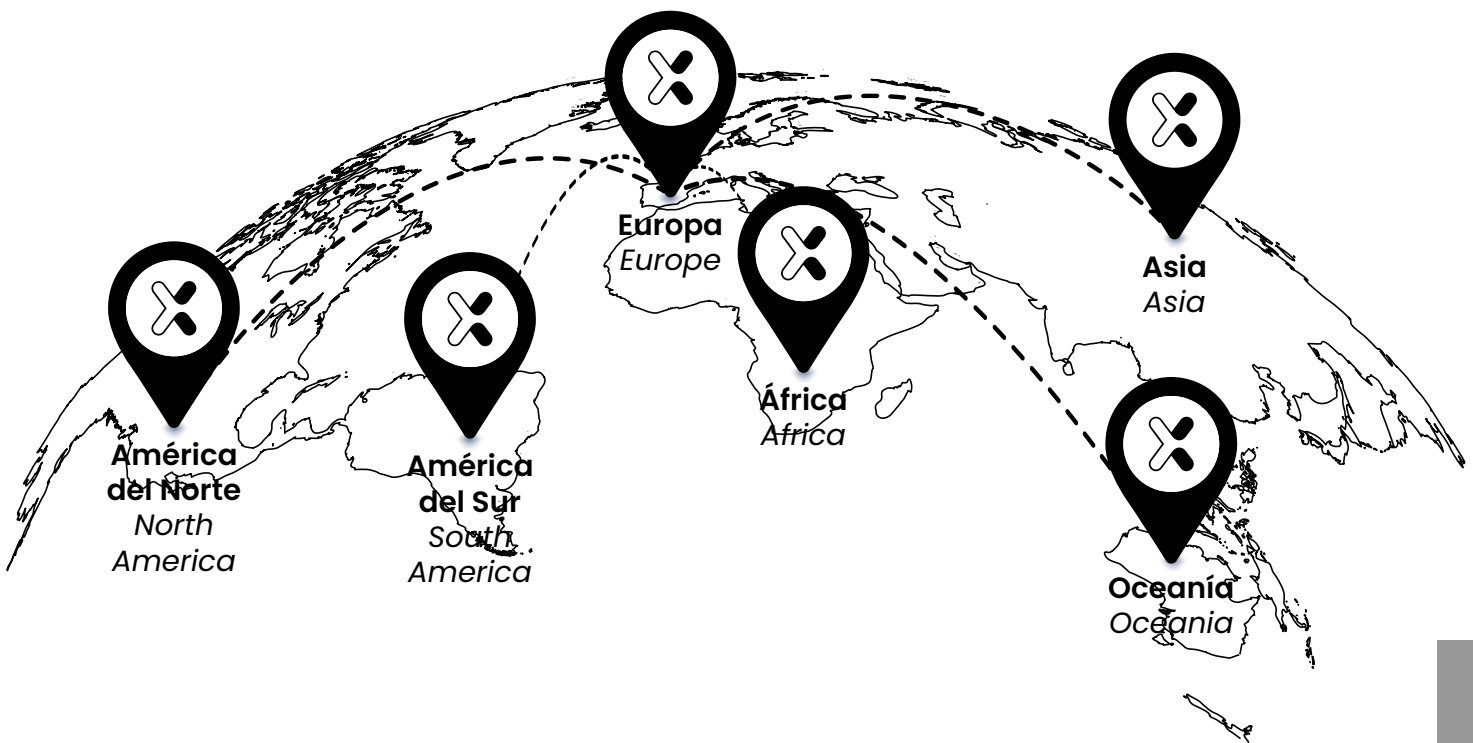 Europa
Europe
Asia
Asia
África
Africa
América
del Norte
North
America
América
del Sur
South
America
Oceanía
Oceania